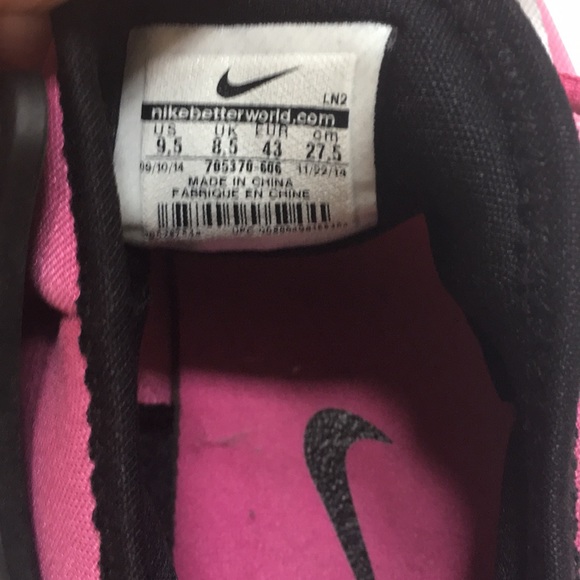 LN2
nikebetterworld.com
US UK EUR cm
9.5 8.5 43 27.5
09/10/14 705370-606 11/22/14
MADE IN CHINA
FABRIQUE EN CHINE
UPC